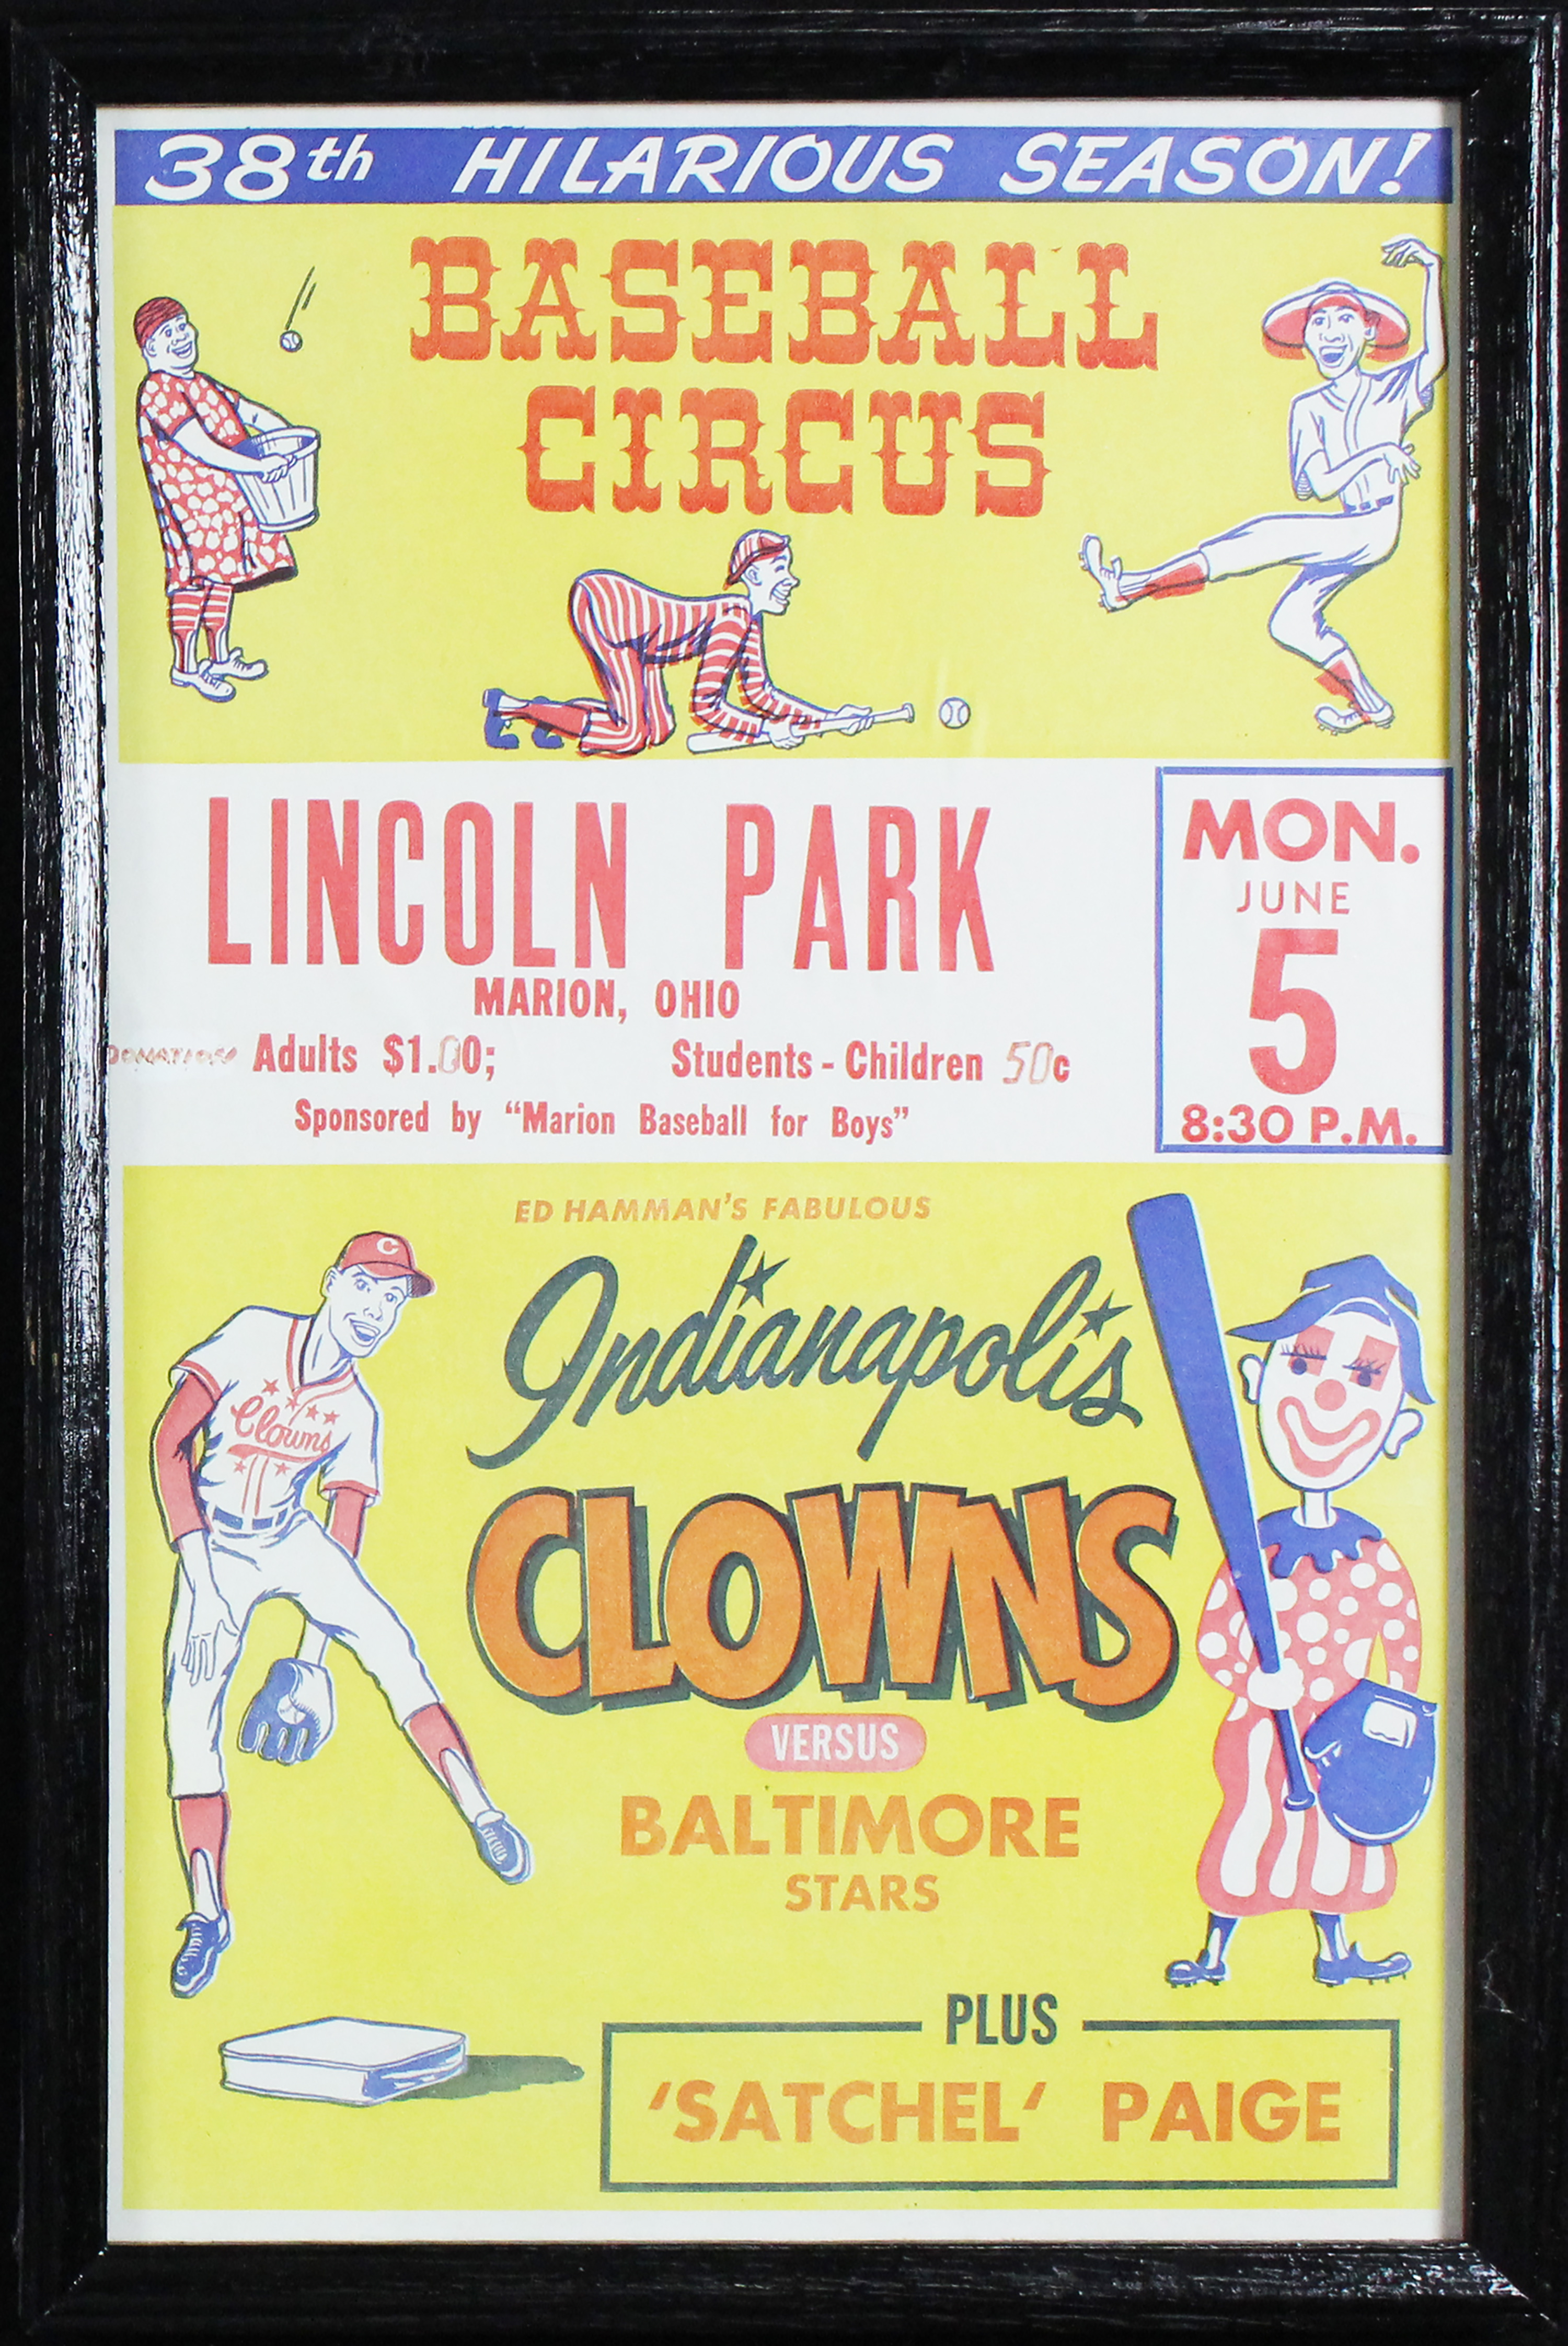 38th HILARIOUS SEASON!
BASEBALL
CIRCUS
LINCOLN PARK
MARION, OHIO
DONATION Adults $1.00; Students - Children 50c
Sponsored by "Marion Baseball for Boys"
MON.
JUNE
5
8:30 P.M.
ED HAMMAN'S FABULOUS
Indianapolis
CLOWNS
C
Clowns
VERSUS
BALTIMORE
STARS
PLUS
'SATCHEL' PAIGE